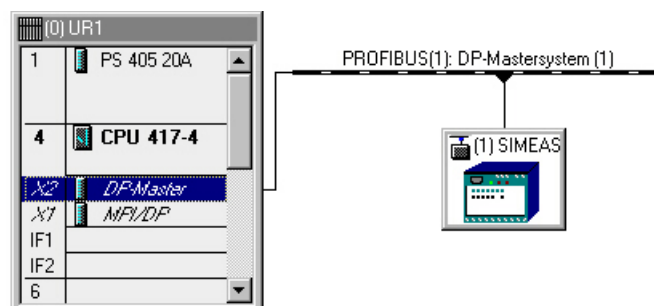 (0) UR1
1 PS 405 20A
4 CPU 417-4
X2 DP-Master
X1 MPI/DP
IF1
IF2
6
PROFIBUS(1): DP-Mastersystem (1)
(1) SIMEAS